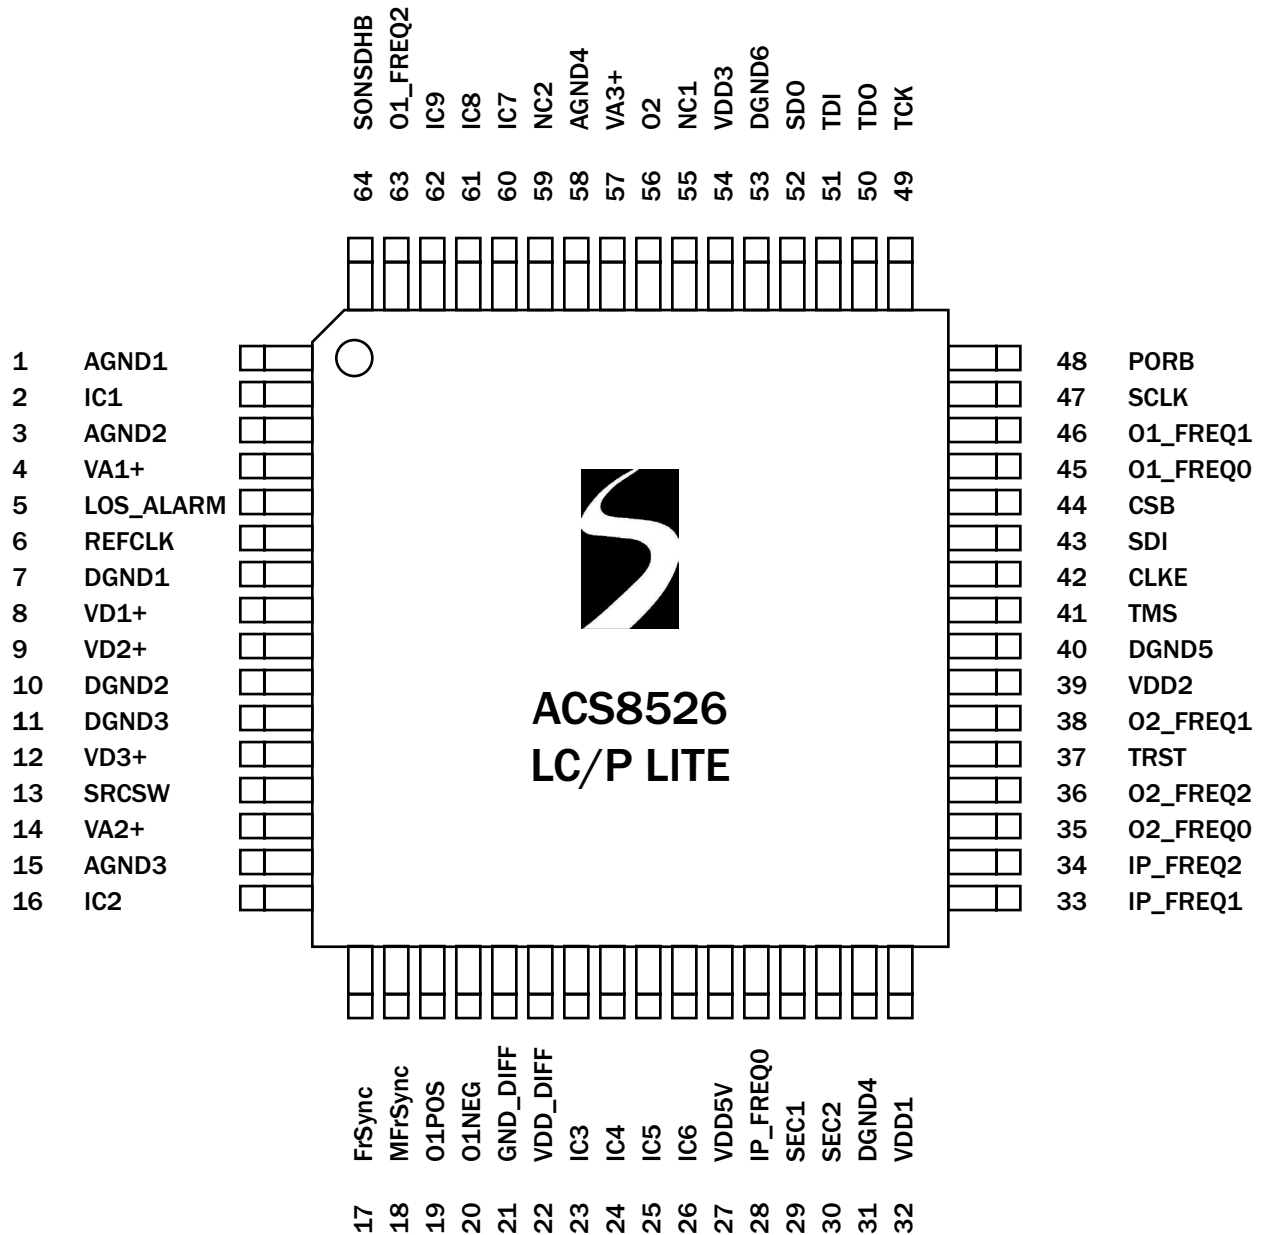 SONSDHB
O1_FREQ2
IC9
IC8
IC7
NC2
AGND4
VA3+
O2
NC1
VDD3
DGND6
SDO
TDI
TDO
TCK
64
63
62
61
60
59
58
57
56
55
54
53
52
51
50
49
1 AGND1
2 IC1
3 AGND2
4 VA1+
5 LOS_ALARM
6 REFCLK
7 DGND1
8 VD1+
9 VD2+
10 DGND2
11 DGND3
12 VD3+
13 SRCSW
14 VA2+
15 AGND3
16 IC2
ACS8526
LC/P LITE
48 PORB
47 SCLK
46 O1_FREQ1
45 O1_FREQ0
44 CSB
43 SDI
42 CLKE
41 TMS
40 DGND5
39 VDD2
38 O2_FREQ1
37 TRST
36 O2_FREQ2
35 O2_FREQ0
34 IP_FREQ2
33 IP_FREQ1
FrSync
MFrSync
O1POS
O1NEG
GND_DIFF
VDD_DIFF
IC3
IC4
IC5
IC6
VDD5V
IP_FREQ0
SEC1
SEC2
DGND4
VDD1
17
18
19
20
21
22
23
24
25
26
27
28
29
30
31
32